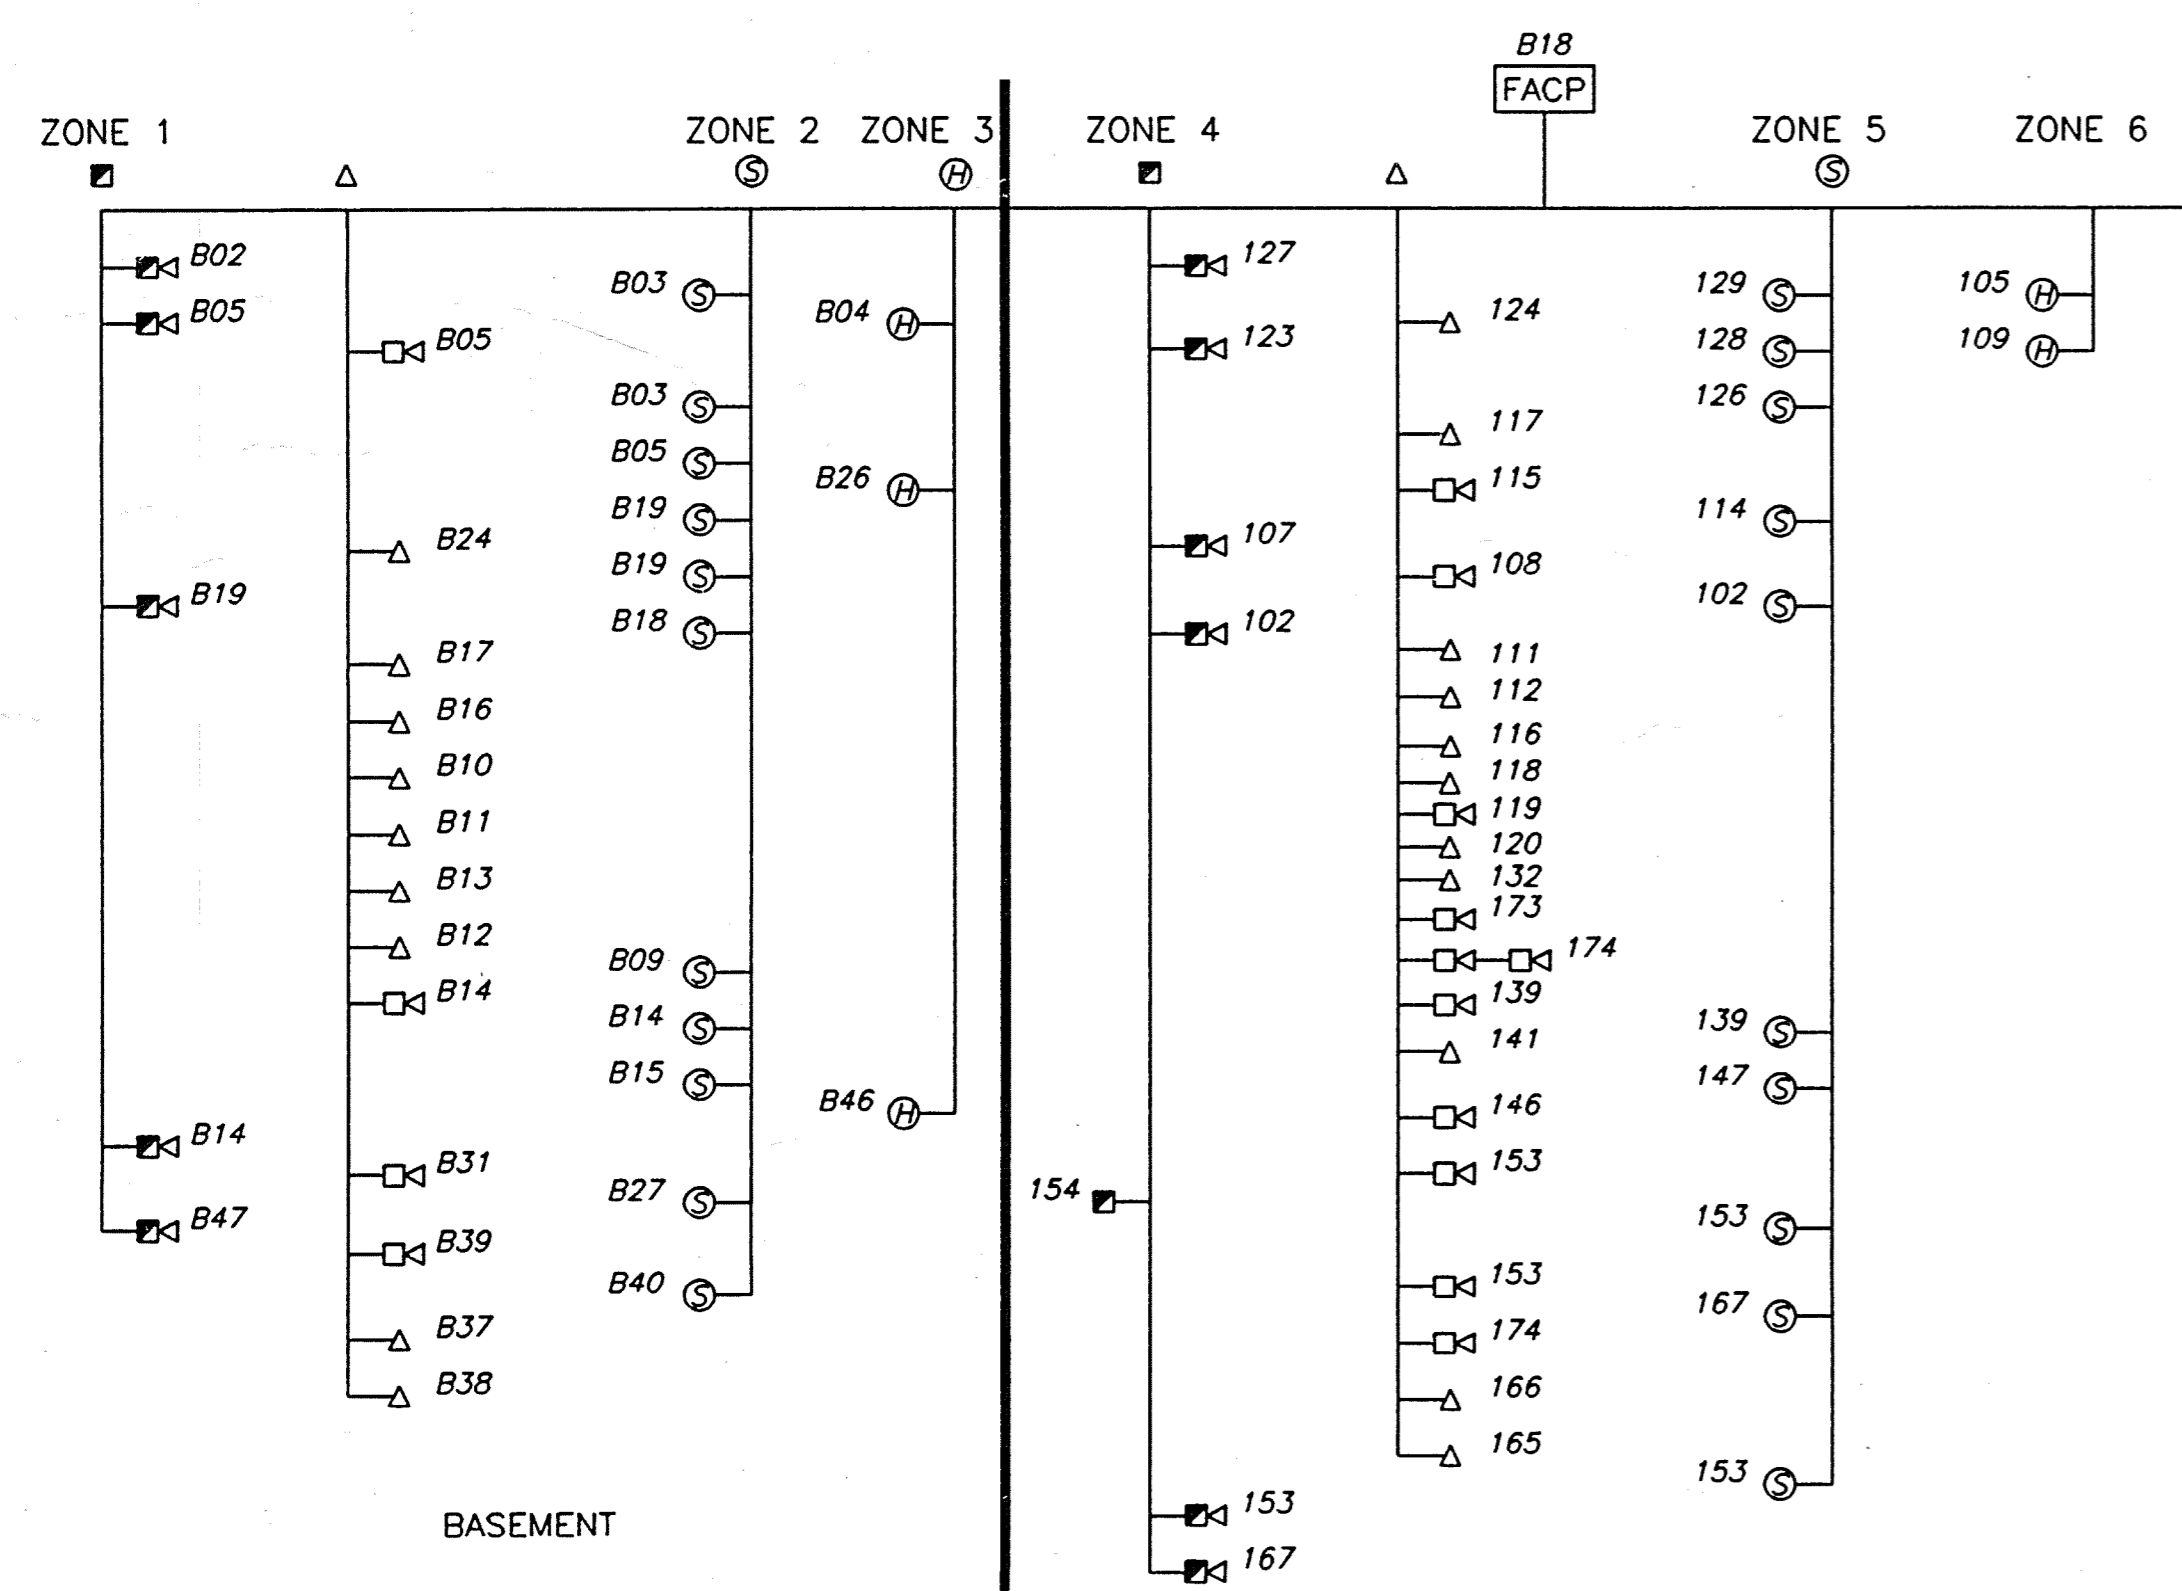 B18
FACP
ZONE 1
ZONE 2
ZONE 3
ZONE 4
ZONE 5
ZONE 6
S
H
S
B02
B05
B19
B14
B47
B05
B24
B17
B16
B10
B11
B13
B12
B14
B31
B39
B37
B38
B03 S
B03 S
B05 S
B19 S
B19 S
B18 S
B09 S
B14 S
B15 S
B27 S
B40 S
B04 H
B26 H
B46 H
BASEMENT
127
123
107
102
154
153
167
124
117
115
108
111
112
116
118
119
120
132
173
174
139
141
146
153
153
174
166
165
129 S
128 S
126 S
114 S
102 S
139 S
147 S
153 S
167 S
153 S
105 H
109 H